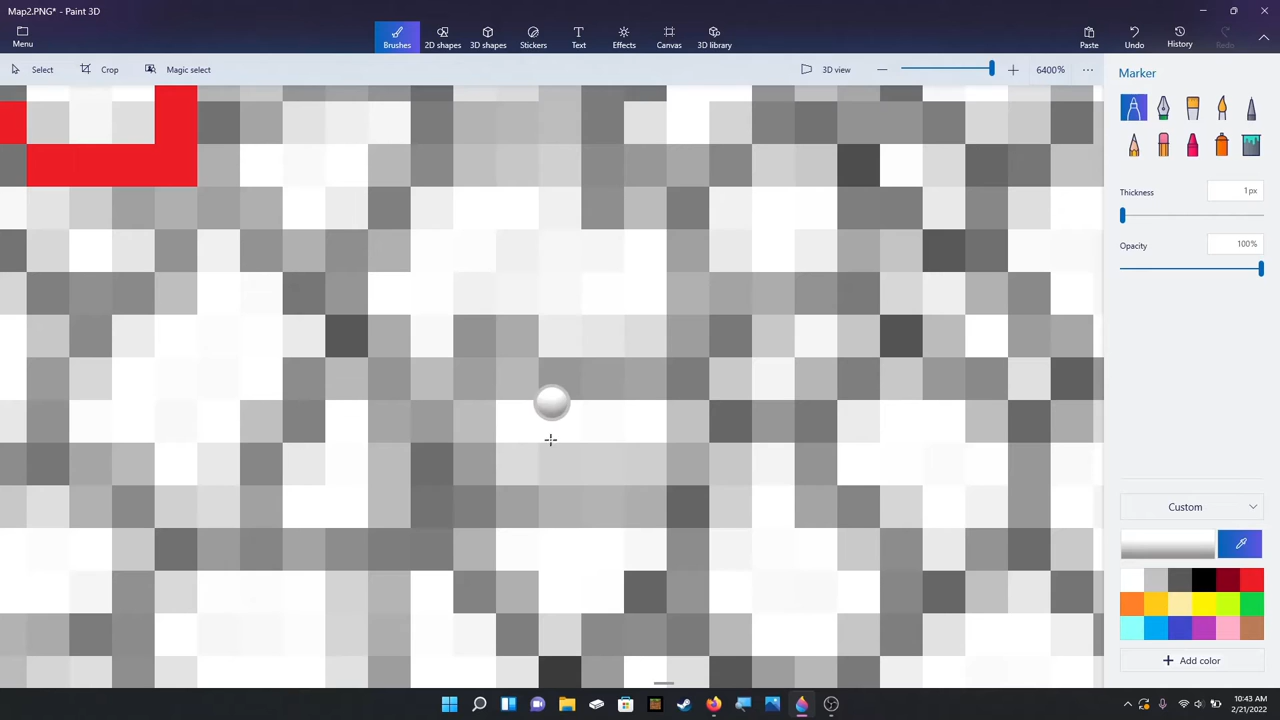 Map2.PNG* - Paint 3D
Menu
Brushes
2D shapes
3D shapes
Stickers
Text
Effects
Canvas
3D library
Paste
Undo
History
Redo
Select
Crop
Magic select
3D view
6400%
Marker
Thickness
1px
Opacity
100%
Custom
Add color
10:43 AM
2/21/2022